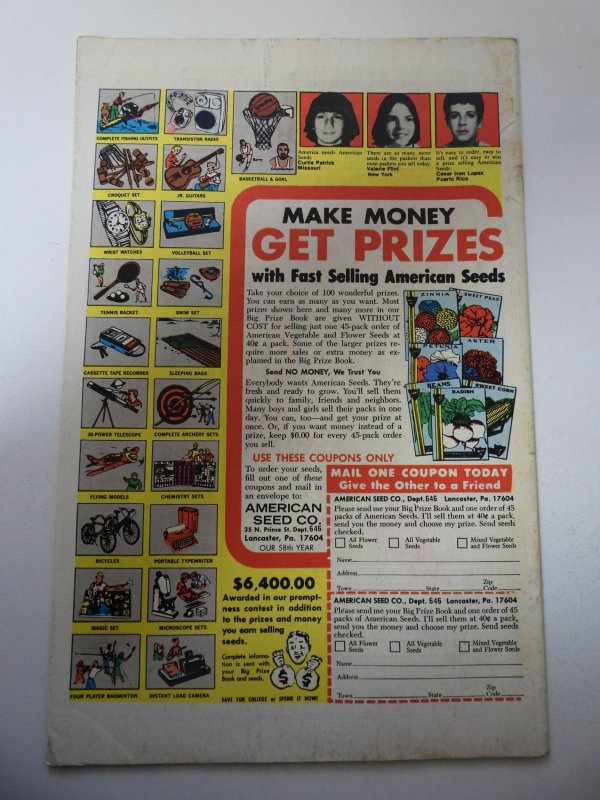 COMPLETE FISHING OUTFITS
TRANSISTOR RADIO
CROQUET SET
JR. GUITARS
WRIST WATCHES
VOLLEYBALL SET
TENNIS RACKET
SWIM SET
CASSETTE TAPE RECORDER
SLEEPING BAGS
30-POWER TELESCOPE
COMPLETE ARCHERY SETS
FLYING MODELS
CHEMISTRY SETS
BICYCLES
PORTABLE TYPEWRITER
MAGIC SET
MICROSCOPE SETS
FOUR PLAYER BADMINTON
INSTANT LOAD CAMERA
Barry
Chamberlain
BASKETBALL & GOAL
America needs American
Seeds
Curtis Patrick
Missouri
There are so many more
seeds in the packets than
most packets you sell today.
Valerie Flint
New York
It's easy to order, easy to
sell, and it's easy to win
a prize selling American
Seeds.
Cesar Ivan Lopez
Puerto Rico
MAKE MONEY
GET PRIZES
with Fast Selling American Seeds
Take your choice of 100 wonderful prizes.
You can earn as many as you want. Most
prizes shown here and many more in our
Big Prize Book are given WITHOUT
COST for selling just one 45-pack order of
American Vegetable and Flower Seeds at
40¢ a pack. Some of the larger prizes re-
quire more sales or extra money as ex-
plained in the Big Prize Book.
Send NO MONEY, We Trust You
Everybody wants American Seeds. They're
fresh and ready to grow. You'll sell them
quickly to family, friends and neighbors.
Many boys and girls sell their packs in one
day. You can, too—and get your prize at
once. Or, if you want money instead of a
prize, keep $6.00 for every 45-pack order
you sell.
ZINNIA
SWEET PEAS
PETUNIA
ASTER
BEANS
RADISH
SWEET CORN
USE THESE COUPONS ONLY
To order your seeds,
fill out one of these
coupons and mail in
an envelope to:
AMERICAN
SEED CO.
35 N. Prince St. Dept. 646
Lancaster, Pa. 17604
OUR 58th YEAR
MAIL ONE COUPON TODAY
Give the Other to a Friend
AMERICAN SEED CO., Dept. 646 Lancaster, Pa. 17604
Please send me your Big Prize Book and one order of 45
packs of American Seeds. I'll sell them at 40¢ a pack,
send you the money and choose my prize. Send seeds
checked.
All Flower
Seeds
All Vegetable
Seeds
Mixed Vegetable
and Flower Seeds
Name
Address
Town State Zip Code
AMERICAN SEED CO., Dept. 646 Lancaster, Pa. 17604
Please send me your Big Prize Book and one order of 45
packs of American Seeds. I'll sell them at 40¢ a pack,
send you the money and choose my prize. Send seeds
checked.
All Flower
Seeds
All Vegetable
Seeds
Mixed Vegetable
and Flower Seeds
Name
Address
Town State Zip Code
$6,400.00
Awarded in our prompt-
ness contest in addition
to the prizes and money
you earn selling
seeds.
Complete informa-
tion is sent with
your Big Prize
Book and seeds.
$
$
SAVE FOR COLLEGE or SPEND IT NOW!